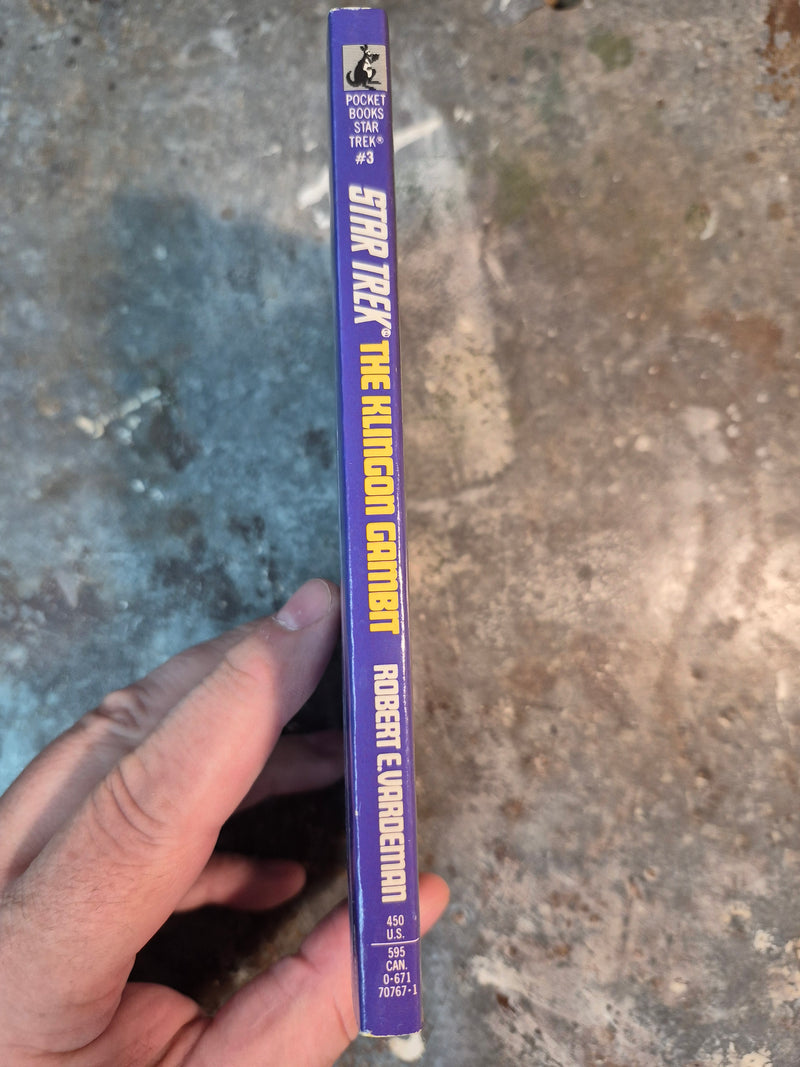 POCKET
BOOKS
STAR
TREK®
#3
STAR TREK® THE KLINGON GAMBIT ROBERT E. VARDEMAN
450
U.S.
595
CAN.
0-671
70767-1